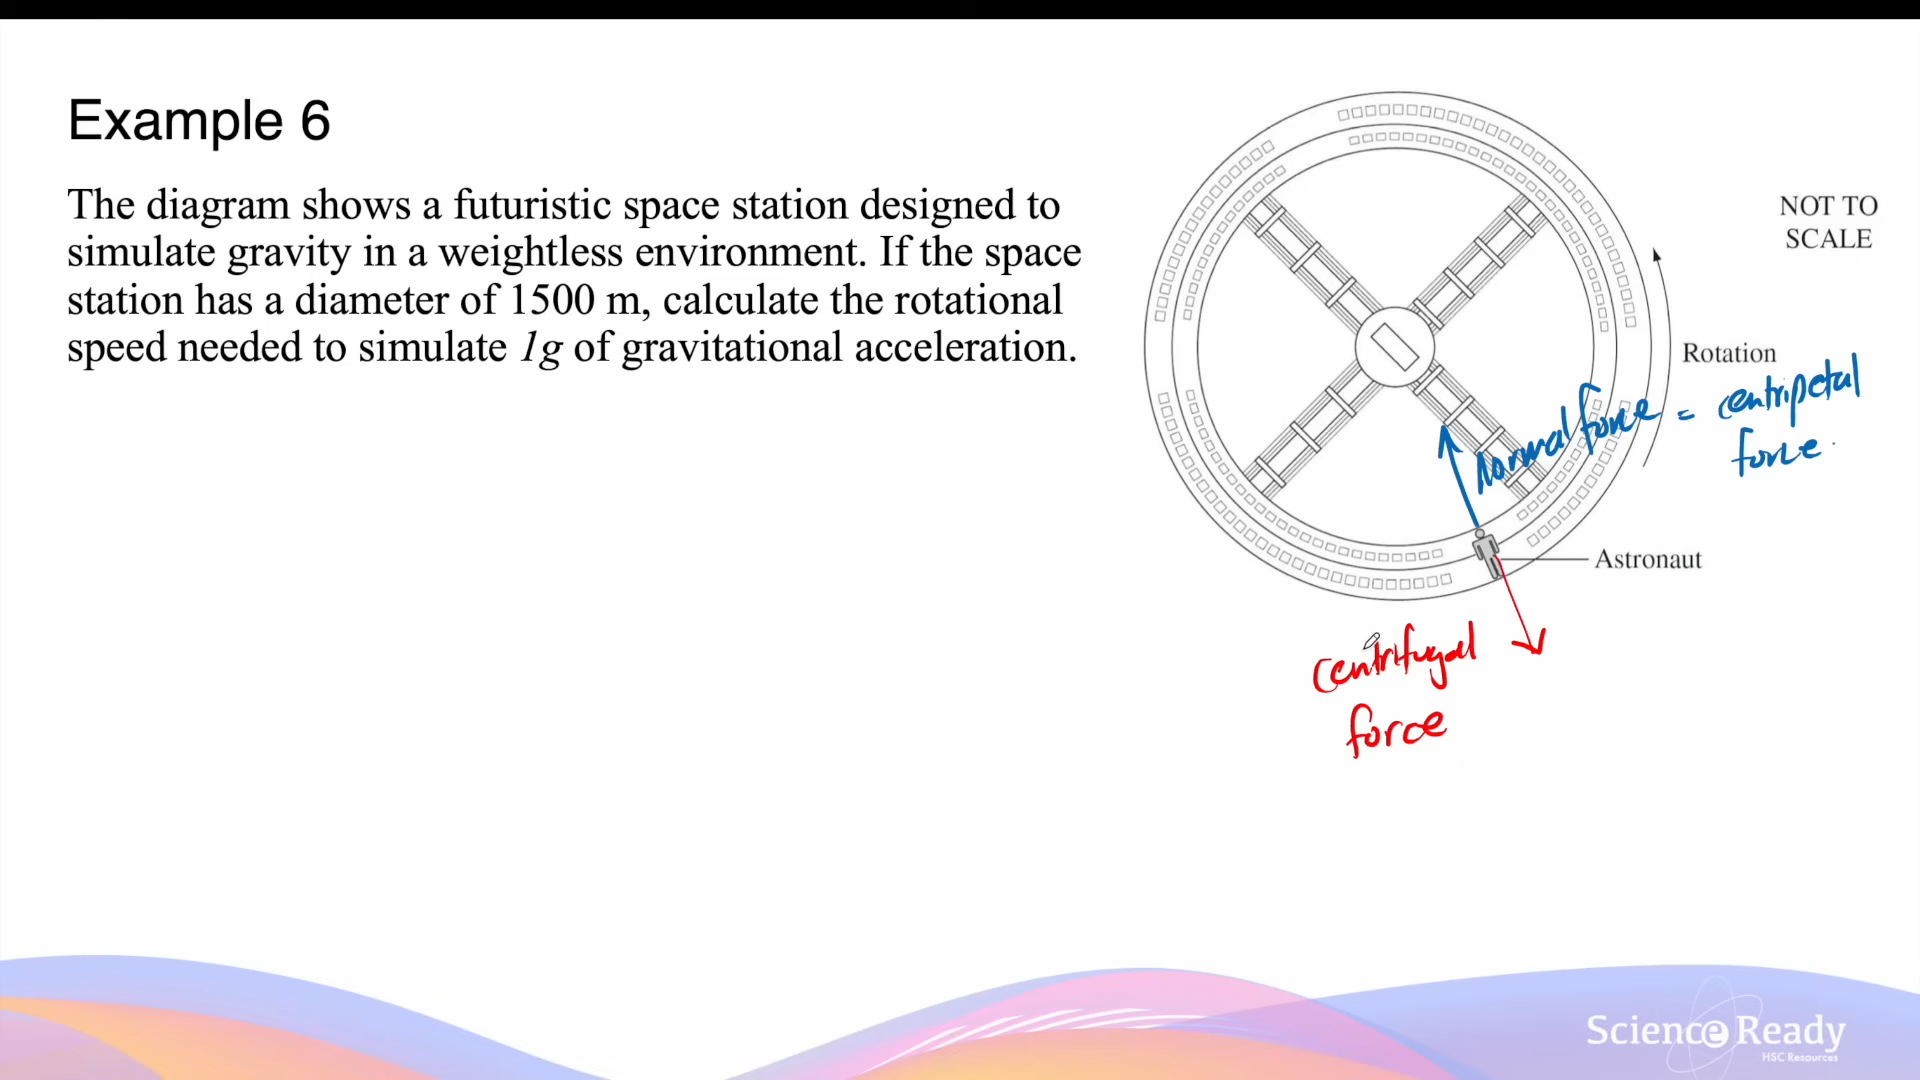 Example 6
The diagram shows a futuristic space station designed to
simulate gravity in a weightless environment. If the space
station has a diameter of 1500 m, calculate the rotational
speed needed to simulate 1g of gravitational acceleration.
NOT TO
SCALE
Rotation
normal force = centripetal
force
Astronaut
centrifugal
force
Science Ready
HSC Resources